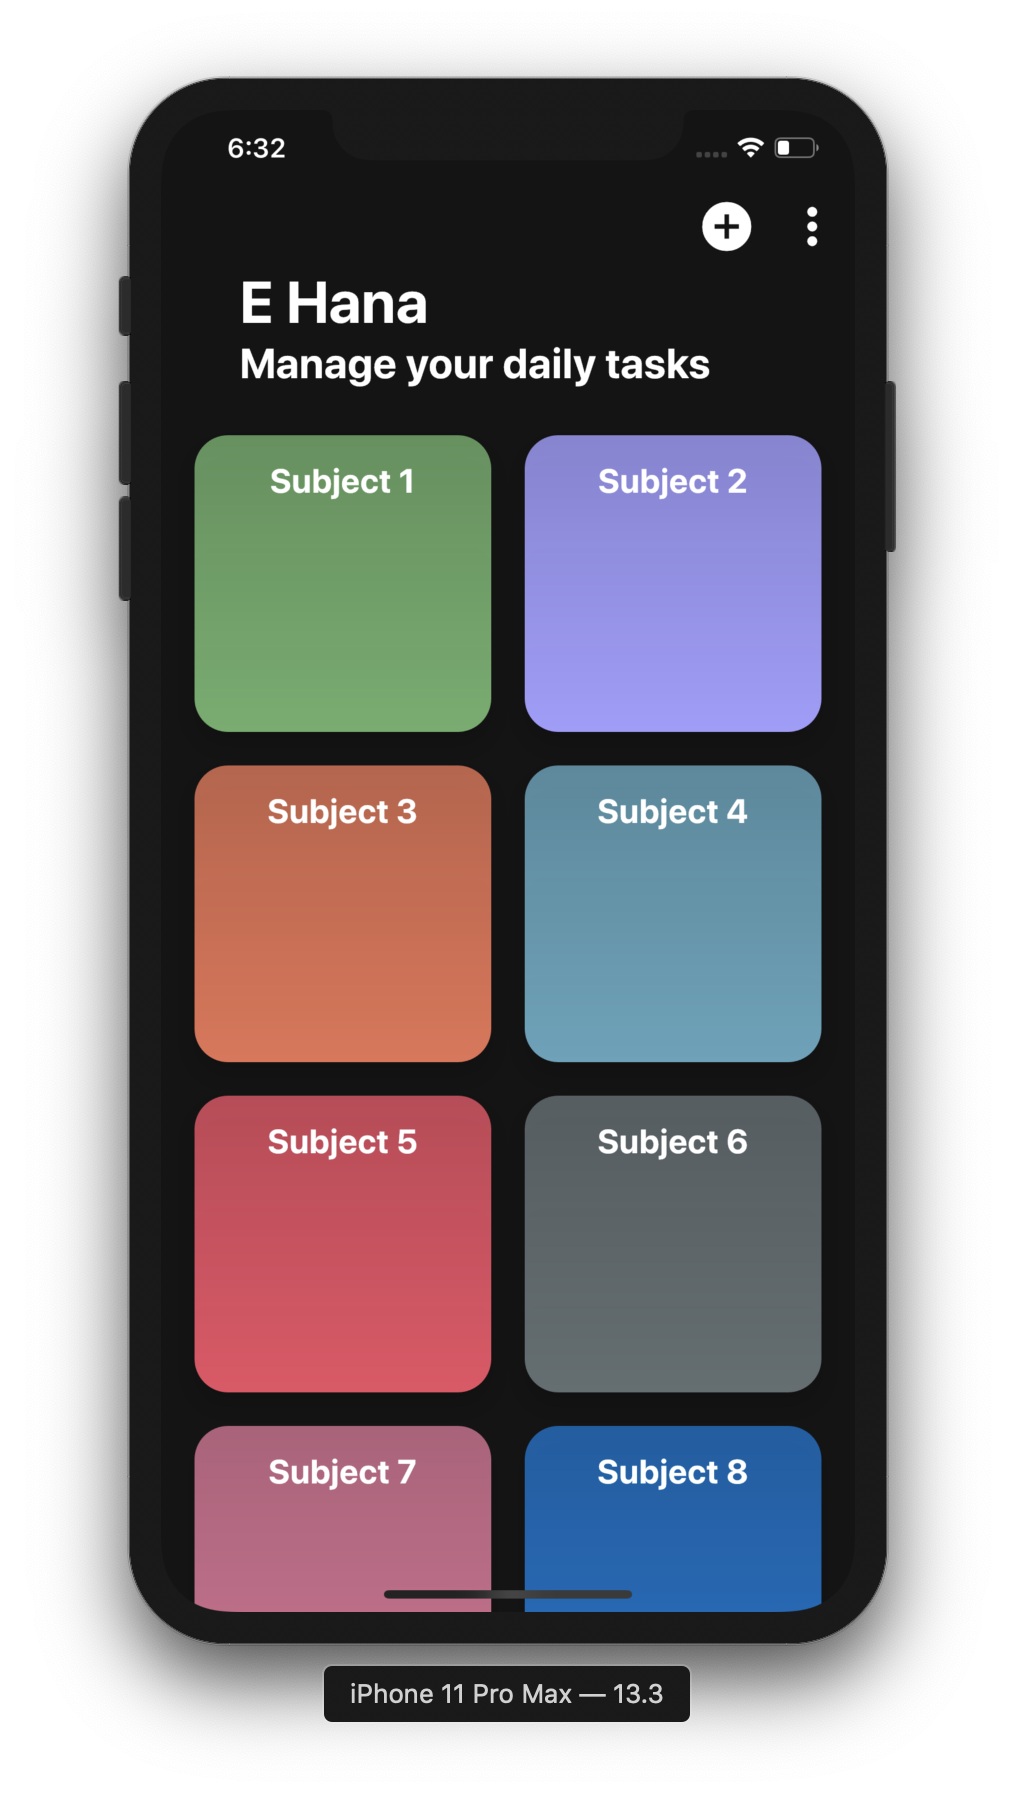 6:32
E Hana
Manage your daily tasks
Subject 1
Subject 2
Subject 3
Subject 4
Subject 5
Subject 6
Subject 7
Subject 8
iPhone 11 Pro Max — 13.3